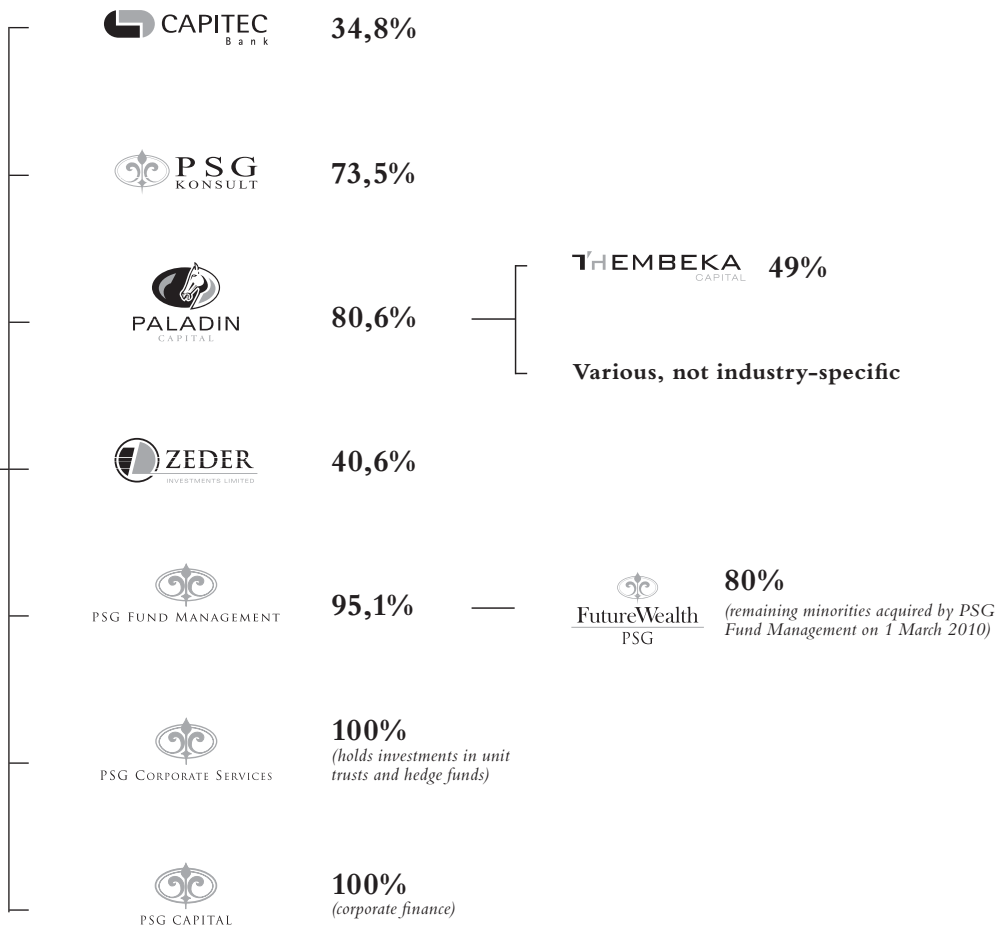 CAPITEC
Bank
34,8%
PSG
KONSULT
73,5%
PALADIN
CAPITAL
80,6%
THEMBEKA
CAPITAL
49%
Various, not industry-specific
ZEDER
INVESTMENTS LIMITED
40,6%
PSG FUND MANAGEMENT
95,1%
FutureWealth
PSG
80%
(remaining minorities acquired by PSG
Fund Management on 1 March 2010)
PSG CORPORATE SERVICES
100%
(holds investments in unit
trusts and hedge funds)
PSG CAPITAL
100%
(corporate finance)